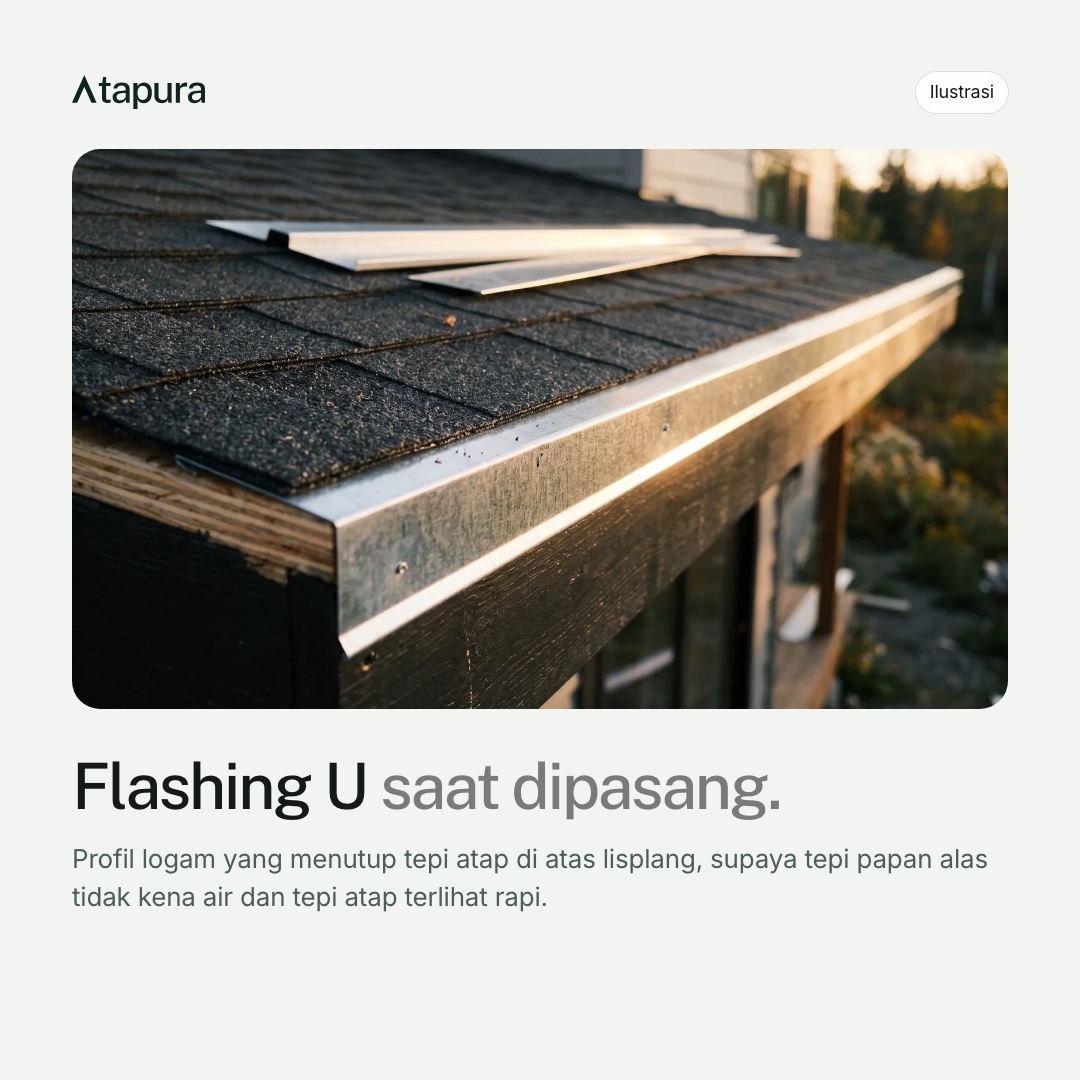 Atapura
Ilustrasi
Flashing U saat dipasang.
Profil logam yang menutup tepi atap di atas lisplang, supaya tepi papan alas
tidak kena air dan tepi atap terlihat rapi.